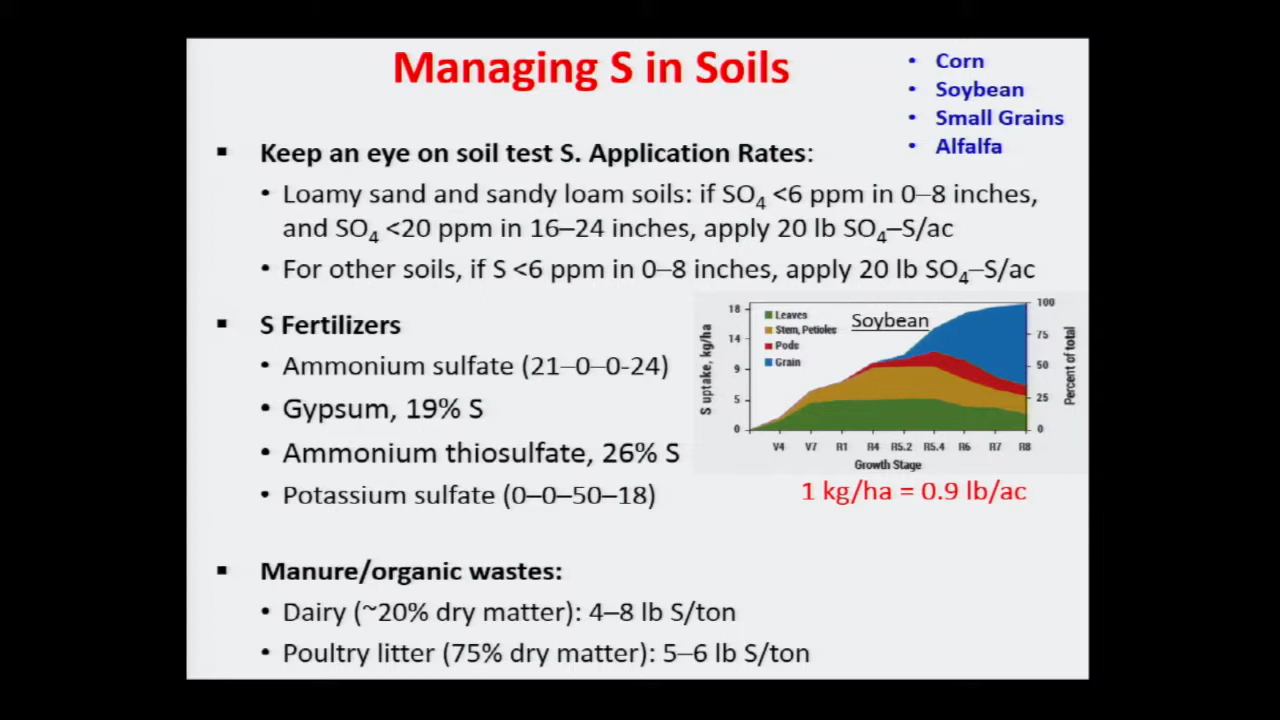 Managing S in Soils
• Corn
• Soybean
• Small Grains
• Alfalfa
▪ Keep an eye on soil test S. Application Rates:
• Loamy sand and sandy loam soils: if SO4 <6 ppm in 0–8 inches,
and SO4 <20 ppm in 16–24 inches, apply 20 lb SO4–S/ac
• For other soils, if S <6 ppm in 0–8 inches, apply 20 lb SO4–S/ac
▪ S Fertilizers
• Ammonium sulfate (21–0–0-24)
• Gypsum, 19% S
• Ammonium thiosulfate, 26% S
• Potassium sulfate (0–0–50–18)
Soybean
Leaves
Stem, Petioles
Pods
Grain
S uptake, kg/ha
18
14
9
5
0
100
75
50
25
0
Percent of total
V4 V7 R1 R4 R5.2 R5.4 R6 R7 R8
Growth Stage
1 kg/ha = 0.9 lb/ac
▪ Manure/organic wastes:
• Dairy (~20% dry matter): 4–8 lb S/ton
• Poultry litter (75% dry matter): 5–6 lb S/ton